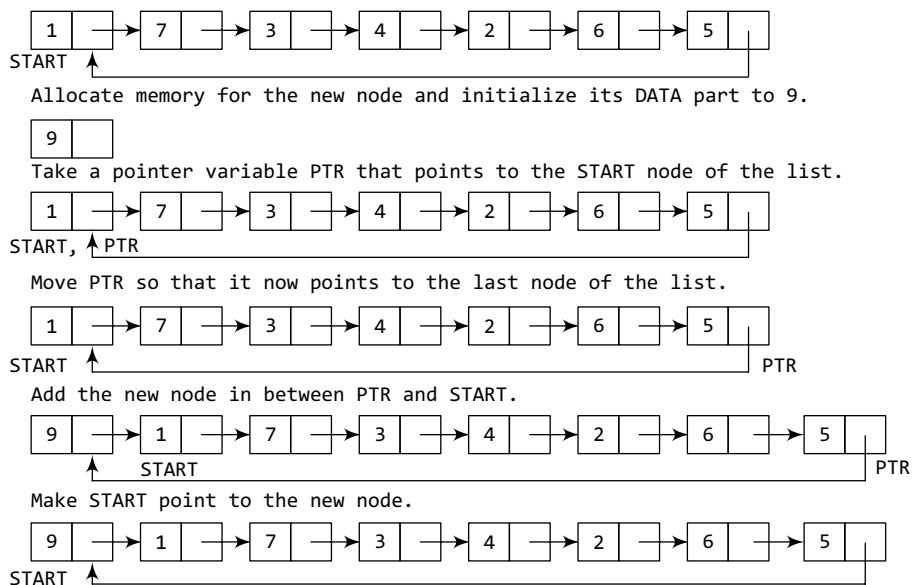 1 7 3 4 2 6 5
START
Allocate memory for the new node and initialize its DATA part to 9.
9
Take a pointer variable PTR that points to the START node of the list.
1 7 3 4 2 6 5
START, PTR
Move PTR so that it now points to the last node of the list.
1 7 3 4 2 6 5
START PTR
Add the new node in between PTR and START.
9 1 7 3 4 2 6 5
START PTR
Make START point to the new node.
9 1 7 3 4 2 6 5
START